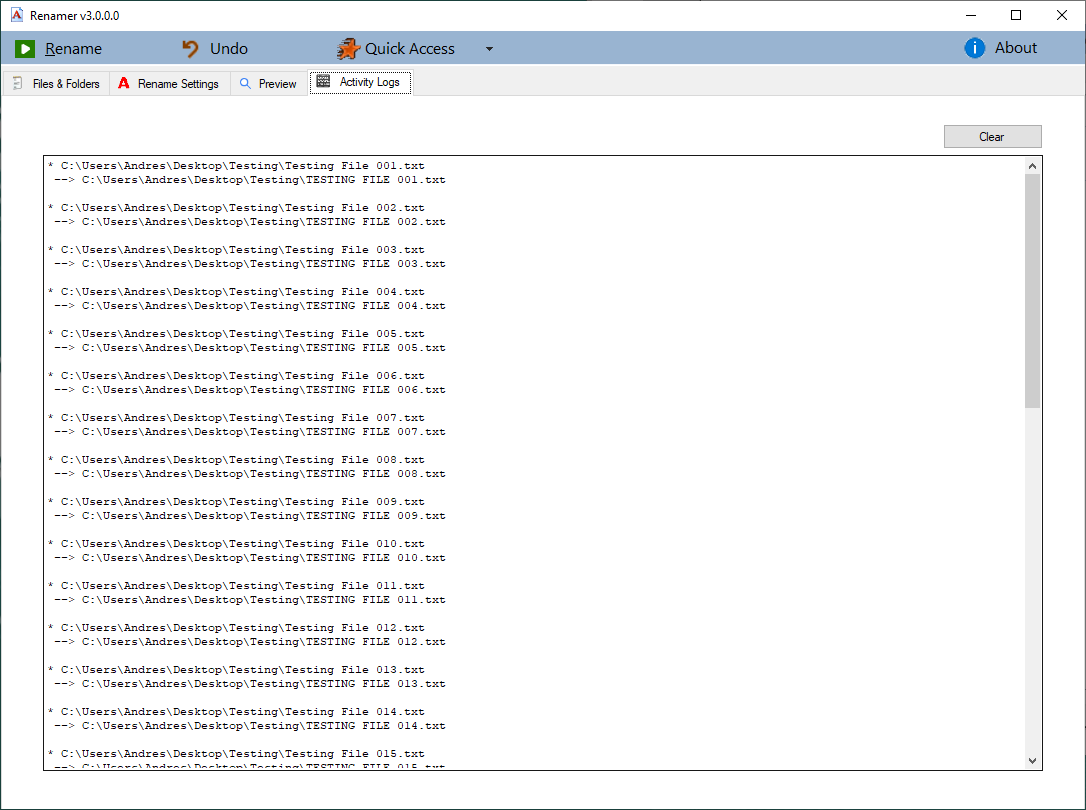 Renamer v3.0.0.0
Rename Undo Quick Access About
Files & Folders Rename Settings Preview Activity Logs
Clear
* C:\Users\Andres\Desktop\Testing\Testing File 001.txt
--> C:\Users\Andres\Desktop\Testing\TESTING FILE 001.txt
* C:\Users\Andres\Desktop\Testing\Testing File 002.txt
--> C:\Users\Andres\Desktop\Testing\TESTING FILE 002.txt
* C:\Users\Andres\Desktop\Testing\Testing File 003.txt
--> C:\Users\Andres\Desktop\Testing\TESTING FILE 003.txt
* C:\Users\Andres\Desktop\Testing\Testing File 004.txt
--> C:\Users\Andres\Desktop\Testing\TESTING FILE 004.txt
* C:\Users\Andres\Desktop\Testing\Testing File 005.txt
--> C:\Users\Andres\Desktop\Testing\TESTING FILE 005.txt
* C:\Users\Andres\Desktop\Testing\Testing File 006.txt
--> C:\Users\Andres\Desktop\Testing\TESTING FILE 006.txt
* C:\Users\Andres\Desktop\Testing\Testing File 007.txt
--> C:\Users\Andres\Desktop\Testing\TESTING FILE 007.txt
* C:\Users\Andres\Desktop\Testing\Testing File 008.txt
--> C:\Users\Andres\Desktop\Testing\TESTING FILE 008.txt
* C:\Users\Andres\Desktop\Testing\Testing File 009.txt
--> C:\Users\Andres\Desktop\Testing\TESTING FILE 009.txt
* C:\Users\Andres\Desktop\Testing\Testing File 010.txt
--> C:\Users\Andres\Desktop\Testing\TESTING FILE 010.txt
* C:\Users\Andres\Desktop\Testing\Testing File 011.txt
--> C:\Users\Andres\Desktop\Testing\TESTING FILE 011.txt
* C:\Users\Andres\Desktop\Testing\Testing File 012.txt
--> C:\Users\Andres\Desktop\Testing\TESTING FILE 012.txt
* C:\Users\Andres\Desktop\Testing\Testing File 013.txt
--> C:\Users\Andres\Desktop\Testing\TESTING FILE 013.txt
* C:\Users\Andres\Desktop\Testing\Testing File 014.txt
--> C:\Users\Andres\Desktop\Testing\TESTING FILE 014.txt
* C:\Users\Andres\Desktop\Testing\Testing File 015.txt
--> C:\Users\Andres\Desktop\Testing\TESTING FILE 015.txt